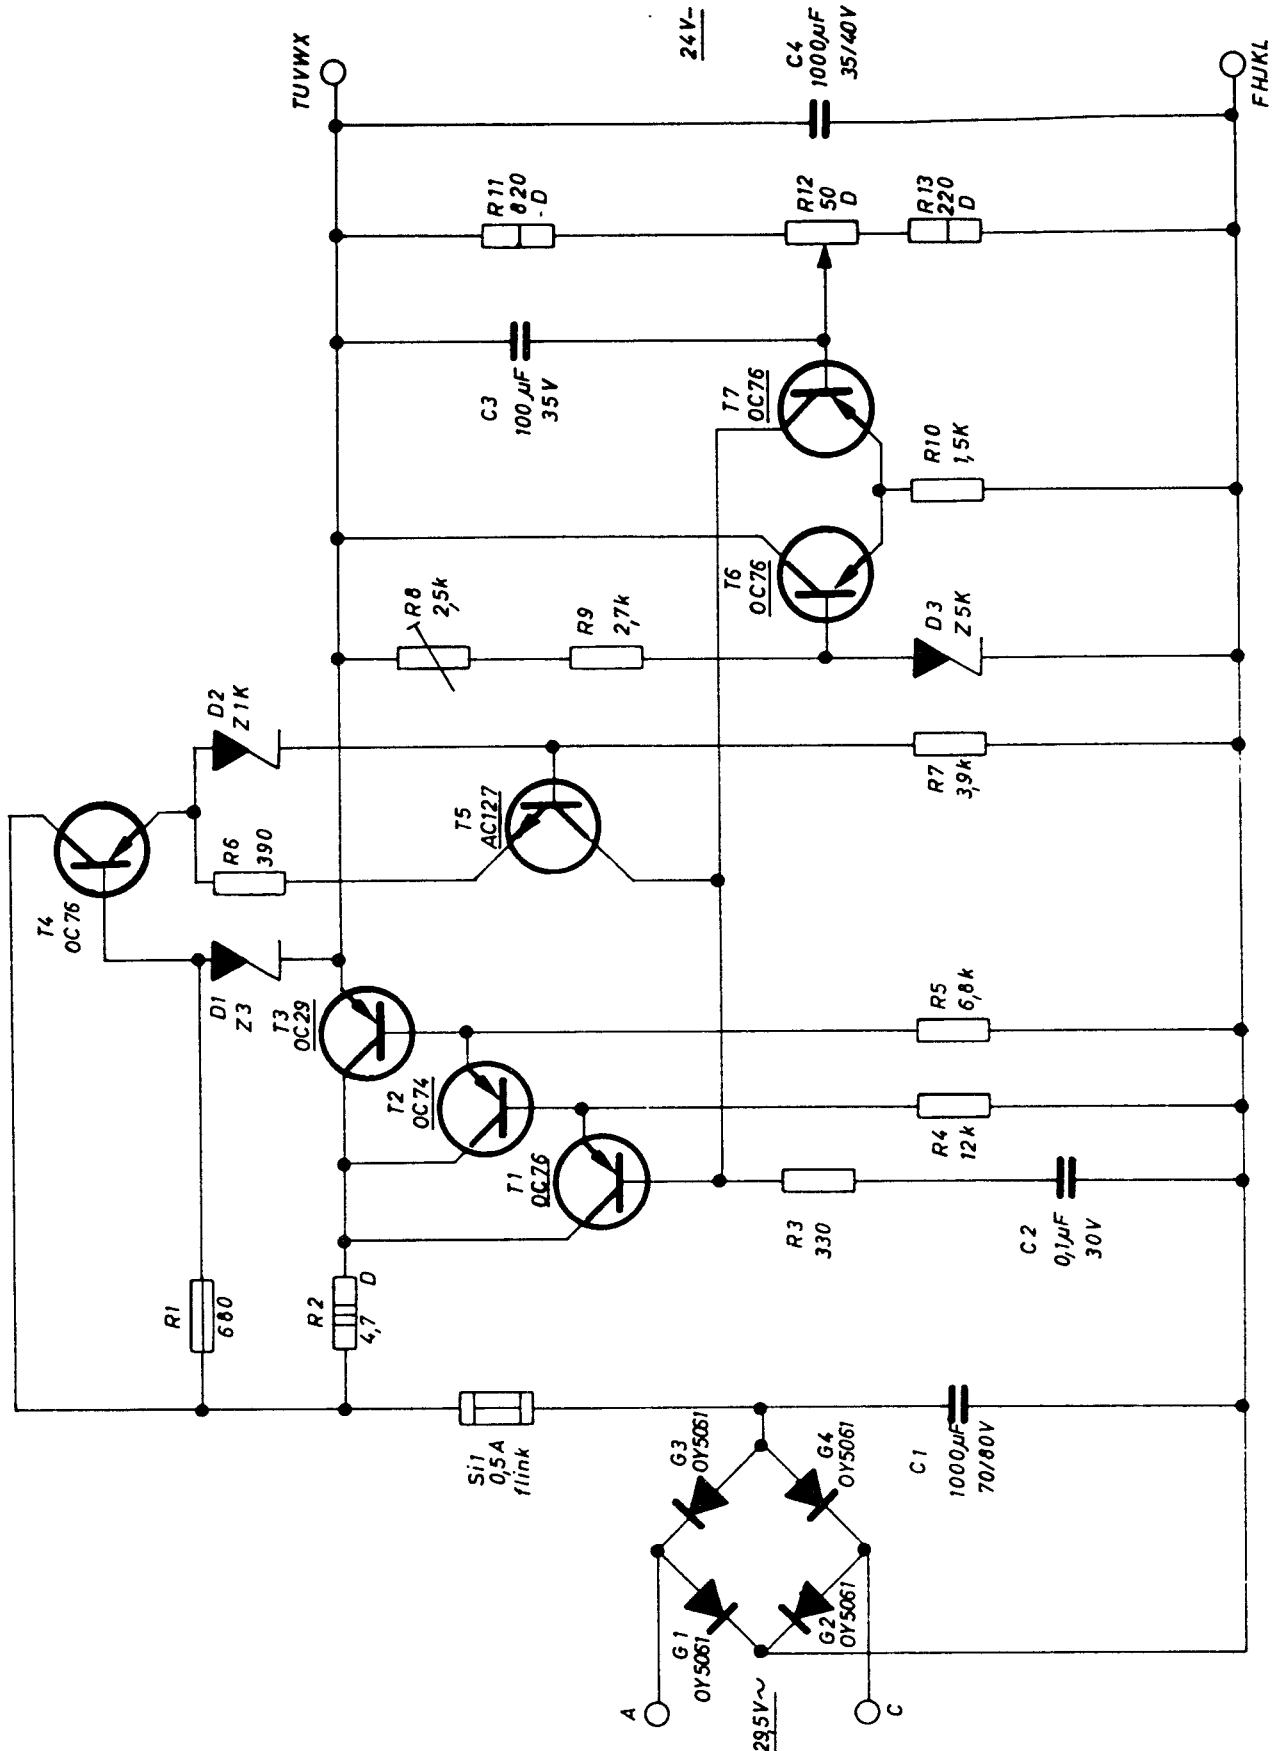 A
C
29,5V~
G1
OY5061
G2
OY5061
G3
OY5061
G4
OY5061
C1
1000µF
70/80V
Si1
0,5A
flink
R1
680
R2
4,7
D
T1
OC76
T2
OC74
T3
OC29
R3
330
C2
0,1µF
30V
R4
12k
R5
6,8k
D1
Z3
T4
OC76
R6
390
D2
Z1K
T5
AC127
R7
3,9k
R8
2,5k
R9
2,7k
D3
Z5K
T6
OC76
T7
OC76
R10
1,5K
C3
100µF
35V
R11
820
D
R12
50
D
R13
220
D
C4
1000µF
35/40V
24V-
TUVWX
FHJKL